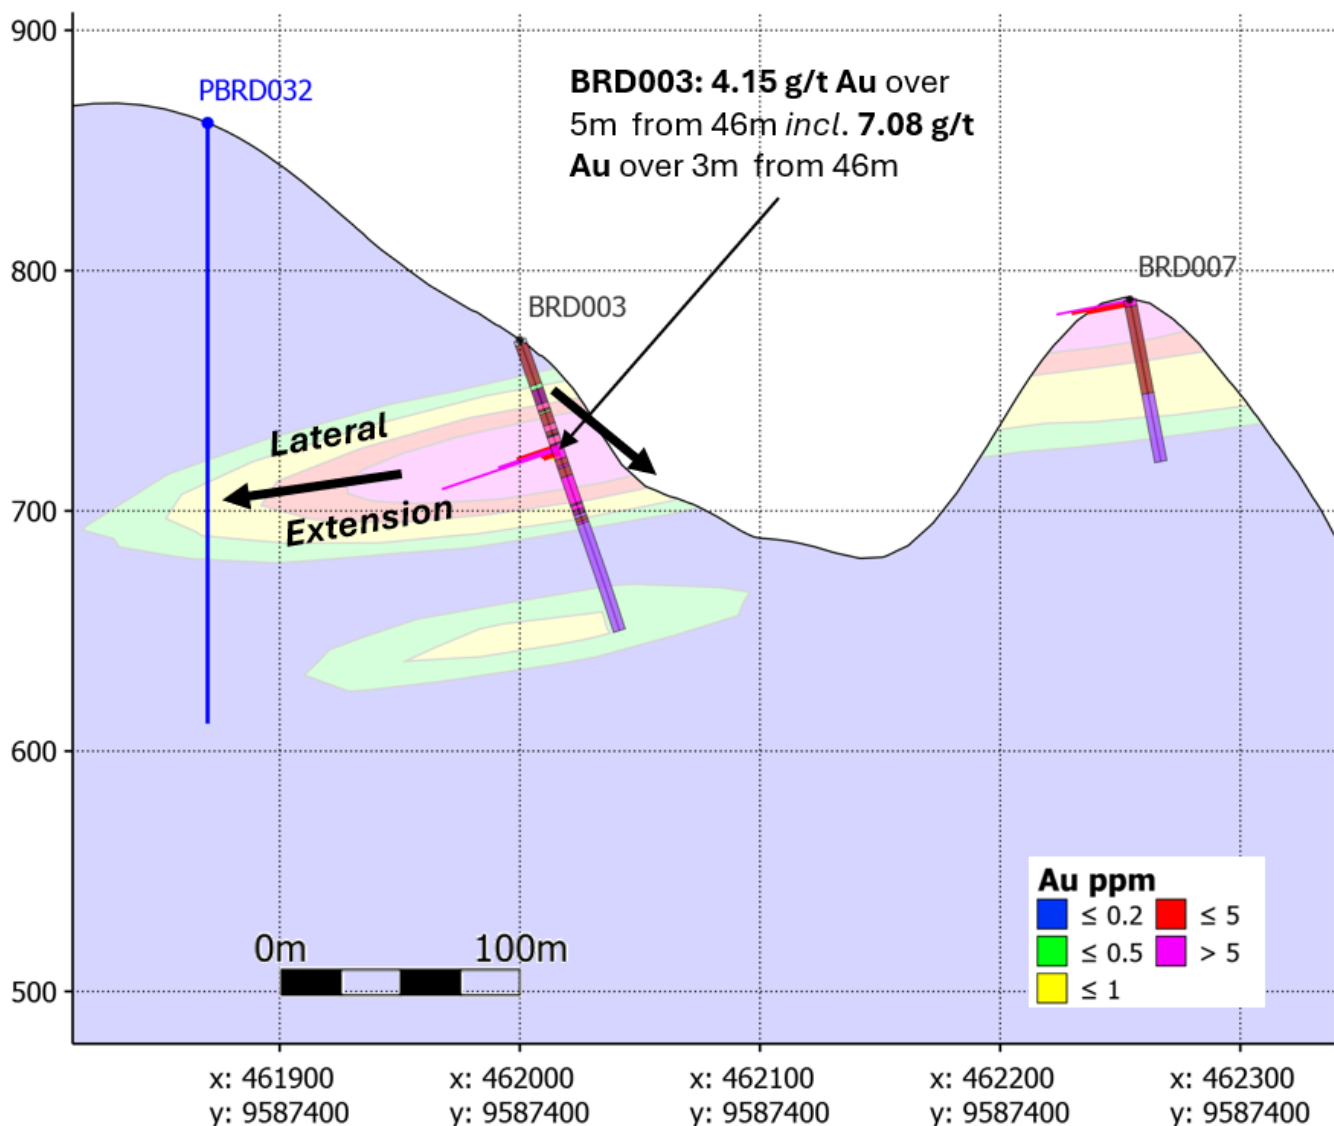 900
PBRD032
BRD003: 4.15 g/t Au over
5m from 46m incl. 7.08 g/t
Au over 3m from 46m
800
BRD003
BRD007
Lateral
Extension
700
600
Au ppm
≤ 0.2
≤ 5
≤ 0.5
> 5
≤ 1
0m
100m
500
x: 461900
y: 9587400
x: 462000
y: 9587400
x: 462100
y: 9587400
x: 462200
y: 9587400
x: 462300
y: 9587400